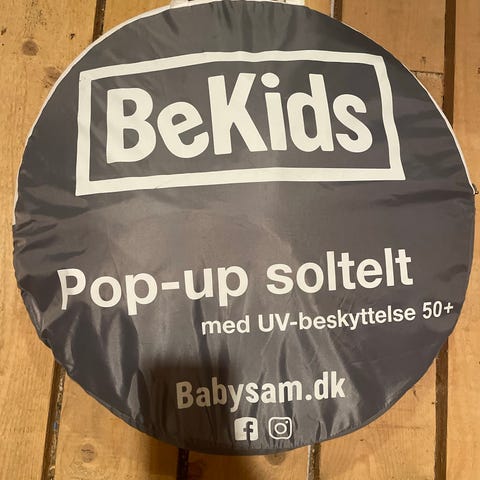 BeKids
Pop-up soltelt
med UV-beskyttelse 50+
Babysam.dk